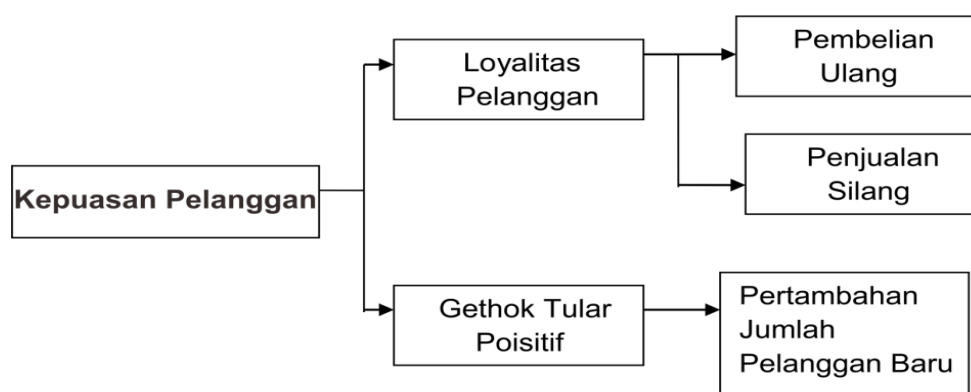 Kepuasan Pelanggan
Loyalitas
Pelanggan
Pembelian
Ulang
Penjualan
Silang
Gethok Tular
Poisitif
Pertambahan
Jumlah
Pelanggan Baru